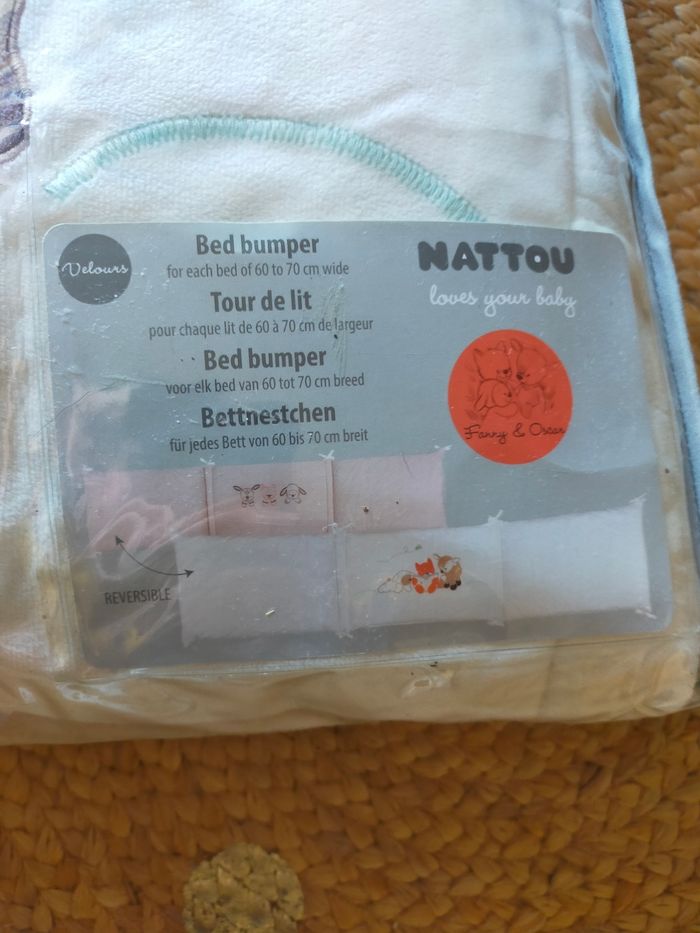 Velours
Bed bumper
for each bed of 60 to 70 cm wide
Tour de lit
pour chaque lit de 60 à 70 cm de largeur
Bed bumper
voor elk bed van 60 tot 70 cm breed
Bettnestchen
für jedes Bett von 60 bis 70 cm breit
NATTOU
loves your baby
Fanny & Oscar
REVERSIBLE